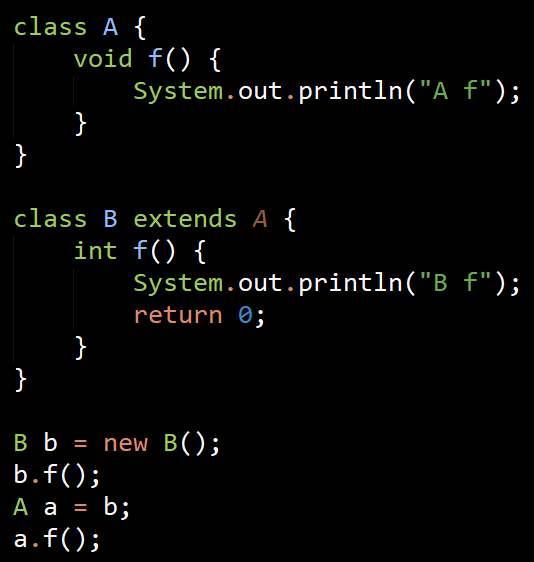 class A {
    void f() {
        System.out.println("A f");
    }
}

class B extends A {
    int f() {
        System.out.println("B f");
        return 0;
    }
}

B b = new B();
b.f();
A a = b;
a.f();